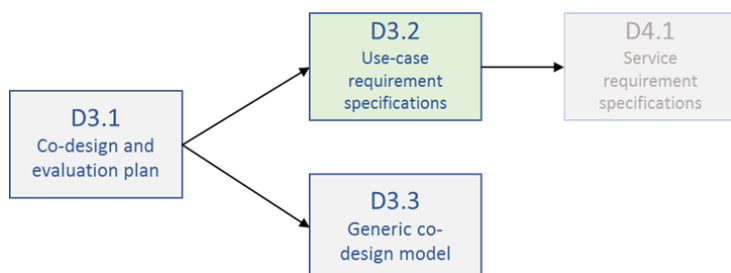 D3.1
Co-design and
evaluation plan
D3.2
Use-case
requirement
specifications
D4.1
Service
requirement
specifications
D3.3
Generic co-
design model